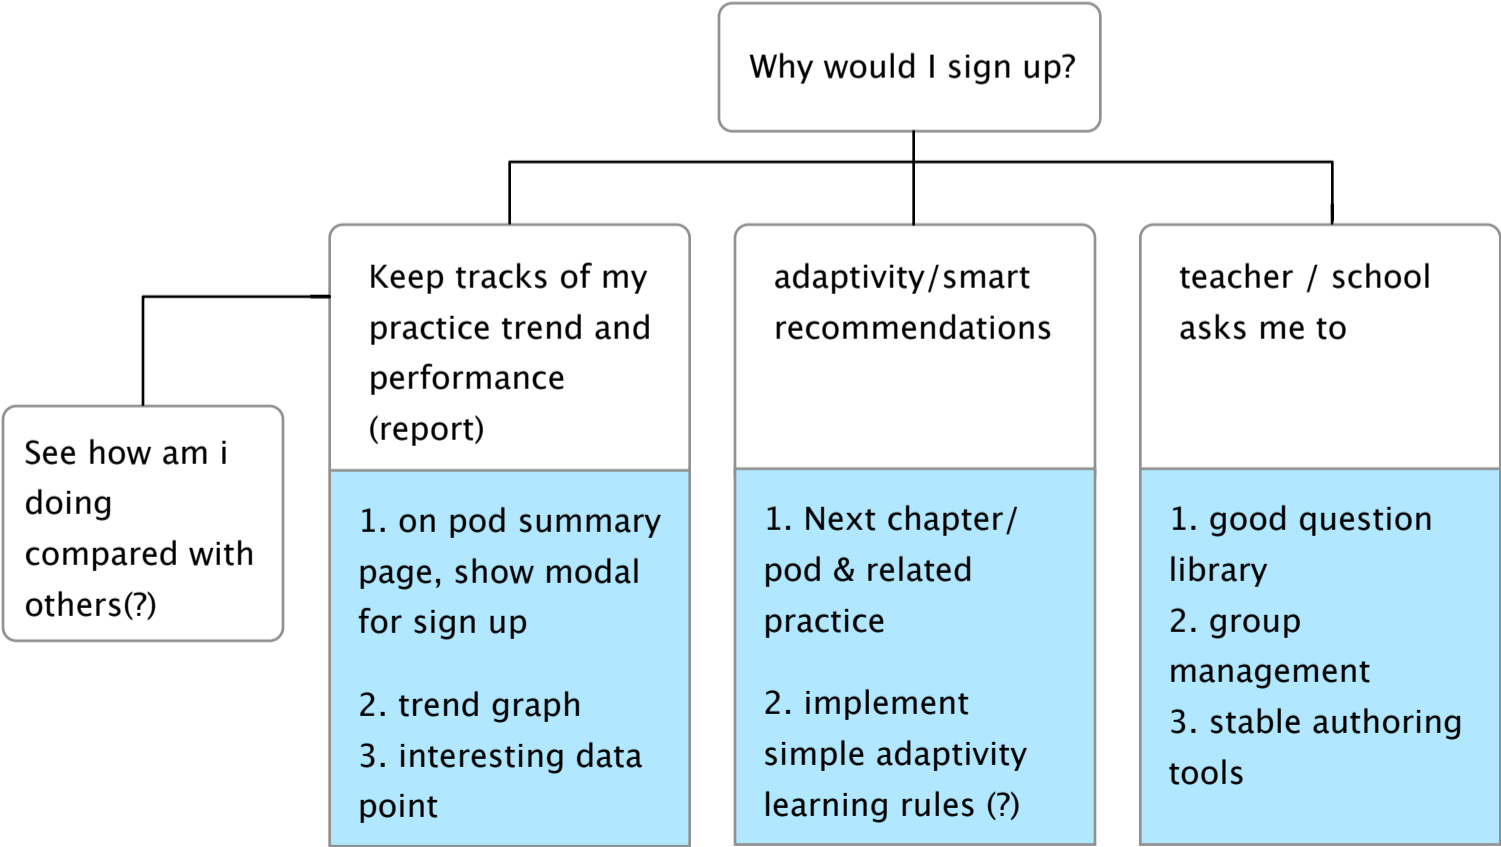 Why would I sign up?
Keep tracks of my
practice trend and
performance
(report)
adaptivity/smart
recommendations
teacher / school
asks me to
See how am i
doing
compared with
others(?)
1. on pod summary
page, show modal
for sign up
2. trend graph
3. interesting data
point
1. Next chapter/
pod & related
practice
2. implement
simple adaptivity
learning rules (?)
1. good question
library
2. group
management
3. stable authoring
tools